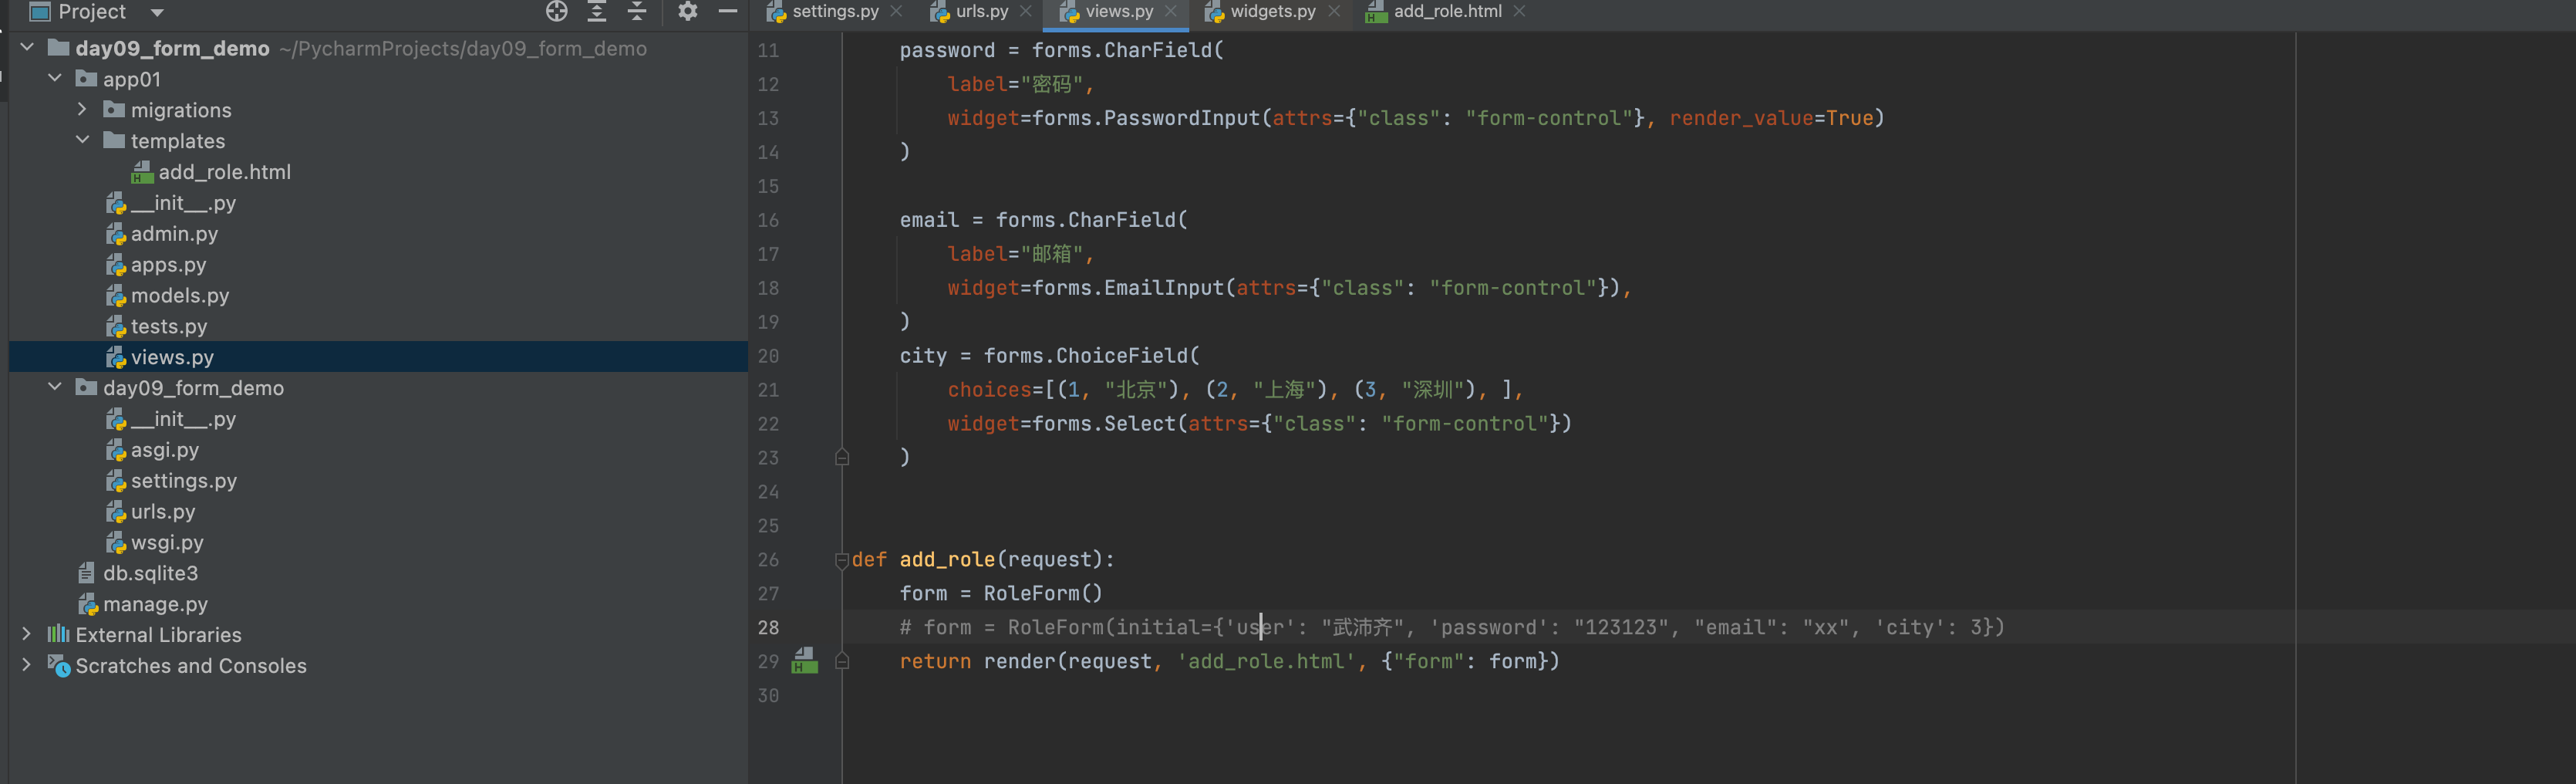 Project
day09_form_demo ~/PycharmProjects/day09_form_demo
app01
migrations
templates
add_role.html
__init__.py
admin.py
apps.py
models.py
tests.py
views.py
day09_form_demo
__init__.py
asgi.py
settings.py
urls.py
wsgi.py
db.sqlite3
manage.py
External Libraries
Scratches and Consoles
settings.py urls.py views.py widgets.py add_role.html
11 password = forms.CharField(
12 label="密码",
13 widget=forms.PasswordInput(attrs={"class": "form-control"}, render_value=True)
14 )
15
16 email = forms.CharField(
17 label="邮箱",
18 widget=forms.EmailInput(attrs={"class": "form-control"}),
19 )
20 city = forms.ChoiceField(
21 choices=[(1, "北京"), (2, "上海"), (3, "深圳"), ],
22 widget=forms.Select(attrs={"class": "form-control"})
23 )
24
25
26 def add_role(request):
27 form = RoleForm()
28 # form = RoleForm(initial={'user': "武沛齐", 'password': "123123", "email": "xx", 'city': 3})
29 return render(request, 'add_role.html', {"form": form})
30